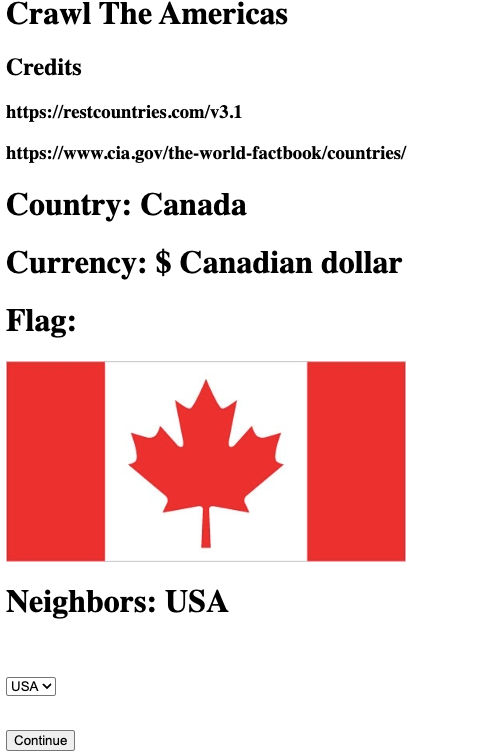 Crawl The Americas
Credits
https://restcountries.com/v3.1
https://www.cia.gov/the-world-factbook/countries/
Country: Canada
Currency: $ Canadian dollar
Flag:
Neighbors: USA
USA
Continue